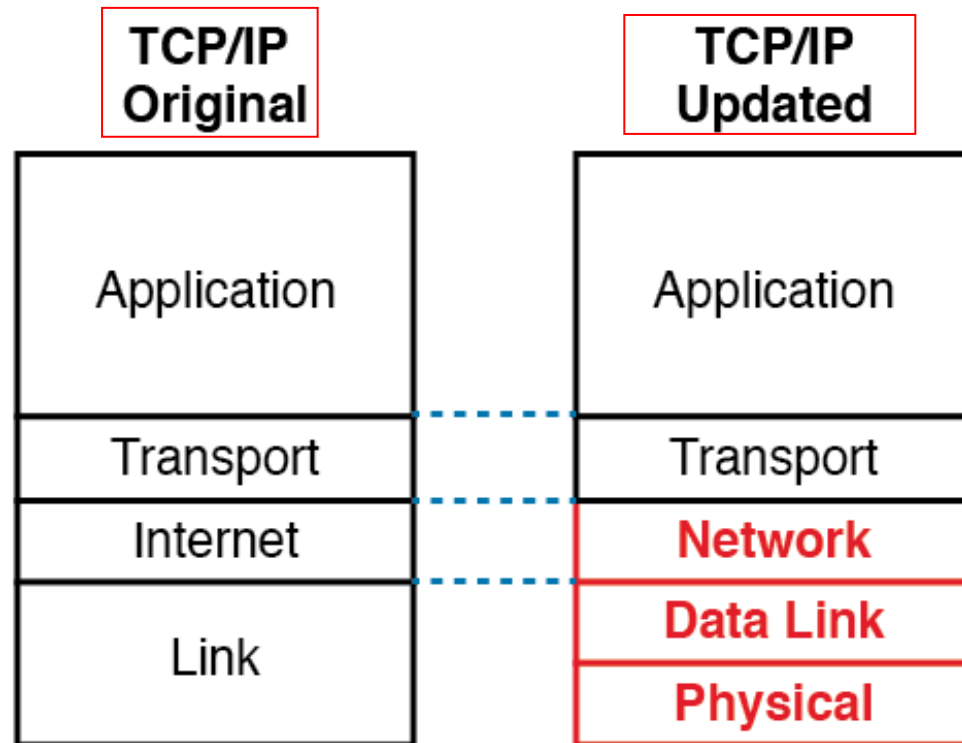 TCP/IP
Original
Application
Transport
Internet
Link
TCP/IP
Updated
Application
Transport
Network
Data Link
Physical